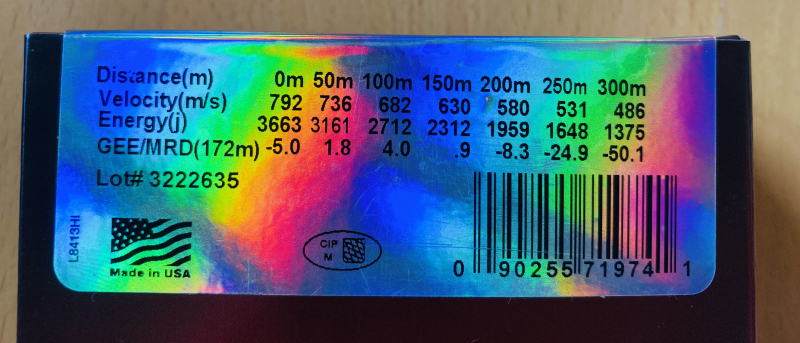 Distance(m) 0m 50m 100m 150m 200m 250m 300m
Velocity(m/s) 792 736 682 630 580 531 486
Energy(j) 3663 3161 2712 2312 1959 1648 1375
GEE/MRD(172m) -5.0 1.8 4.0 .9 -8.3 -24.9 -50.1
Lot# 3222635
L8413HI
Made in USA
CIP
M
0 90255 71974 1